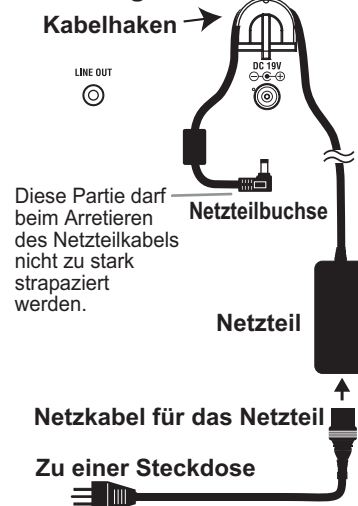 Kabelhaken
LINE OUT
DC 19V
Diese Partie darf
beim Arretieren
des Netzteilkabels
nicht zu stark
strapaziert
werden.
Netzteilbuchse
Netzteil
Netzkabel für das Netzteil
Zu einer Steckdose